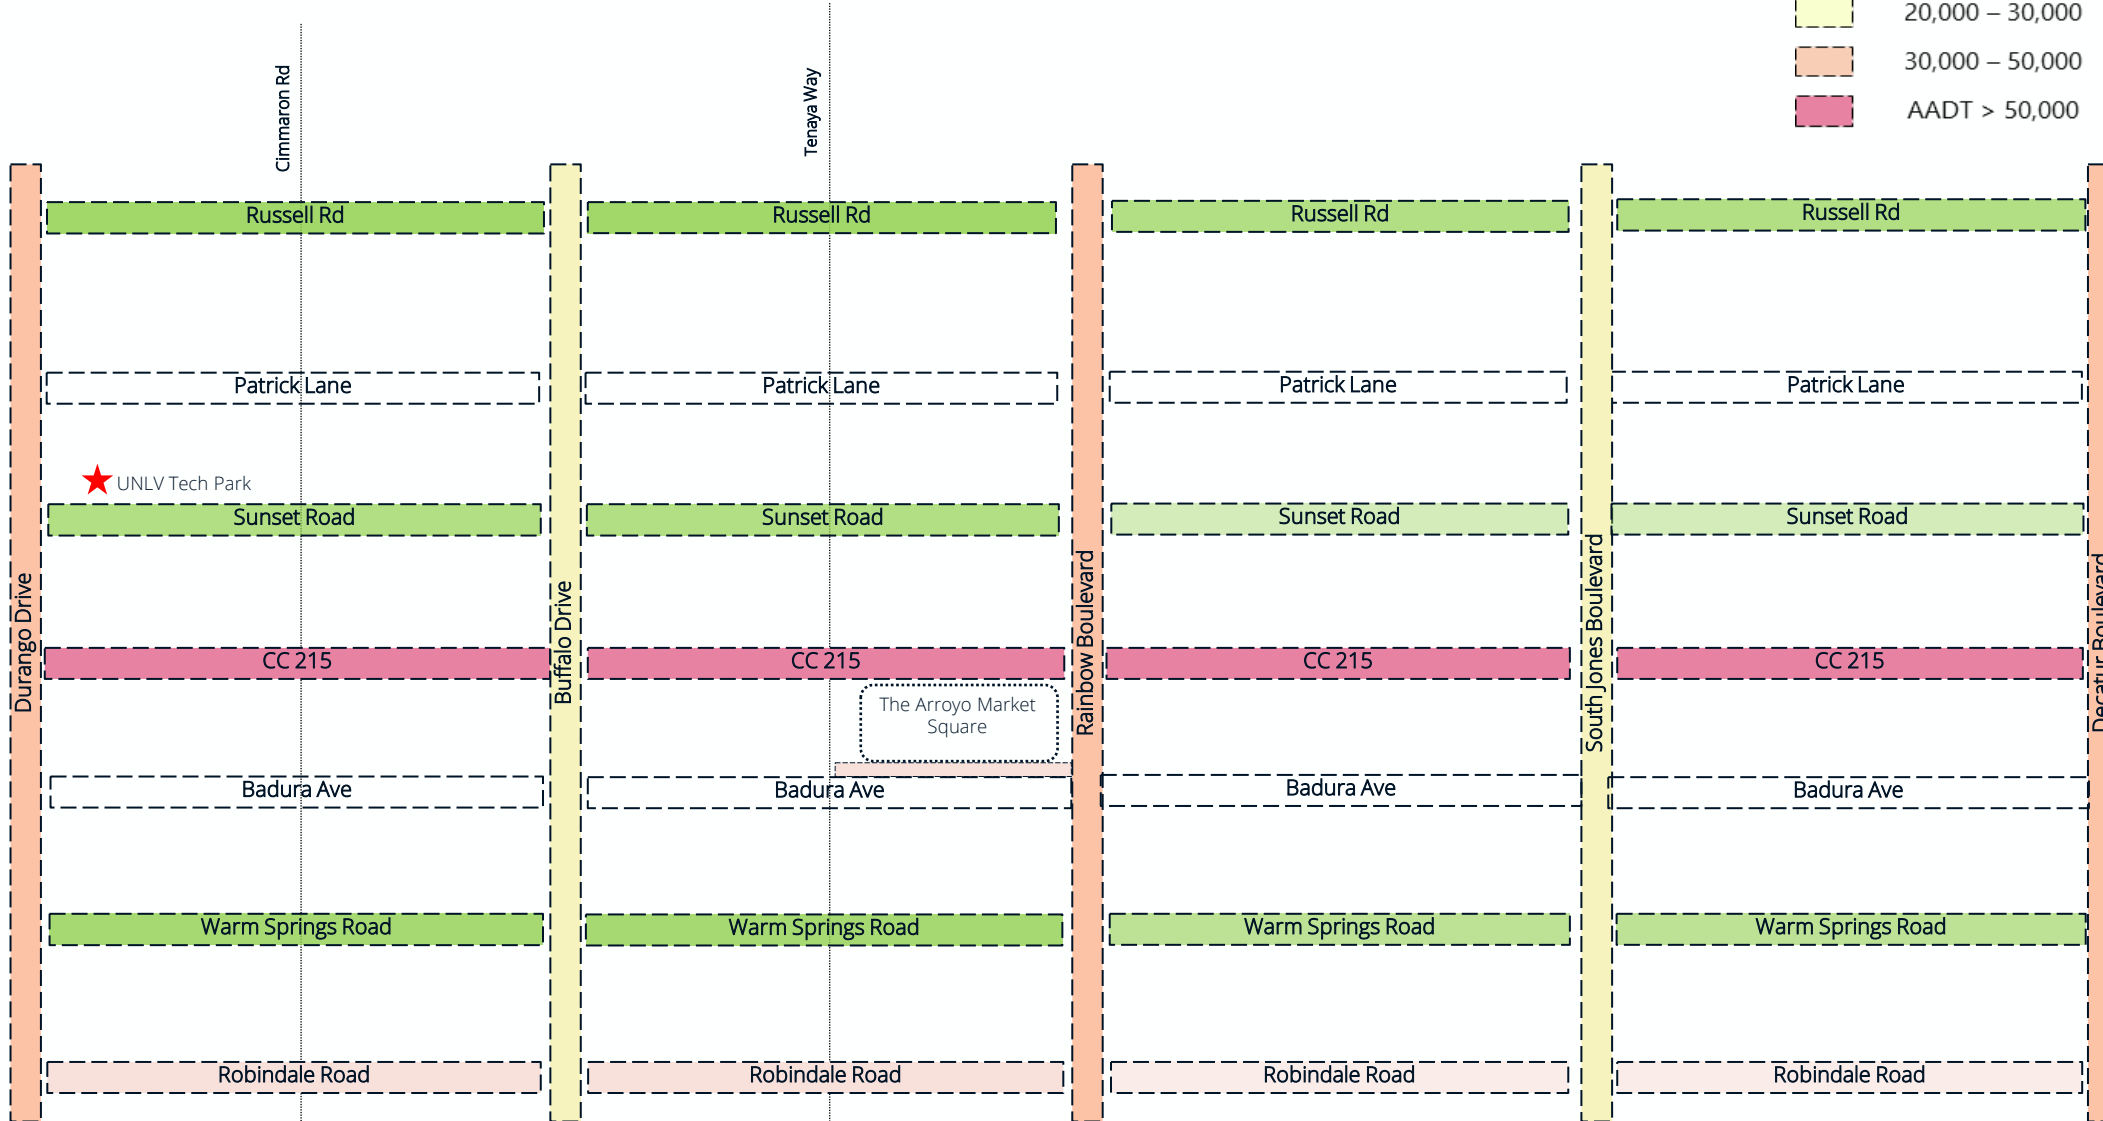 20,000 – 30,000
30,000 – 50,000
AADT > 50,000
Cimmaron Rd
Tenaya Way
Russell Rd
Russell Rd
Russell Rd
Russell Rd
Patrick Lane
Patrick Lane
Patrick Lane
Patrick Lane
UNLV Tech Park
Sunset Road
Sunset Road
Sunset Road
Sunset Road
Durango Drive
Buffalo Drive
Rainbow Boulevard
South Jones Boulevard
Decatur Boulevard
CC 215
CC 215
CC 215
CC 215
The Arroyo Market
Square
Badura Ave
Badura Ave
Badura Ave
Badura Ave
Warm Springs Road
Warm Springs Road
Warm Springs Road
Warm Springs Road
Robindale Road
Robindale Road
Robindale Road
Robindale Road